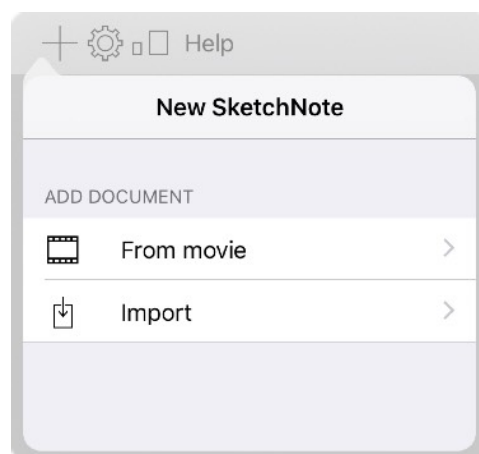 Help
New SketchNote
ADD DOCUMENT
From movie
Import